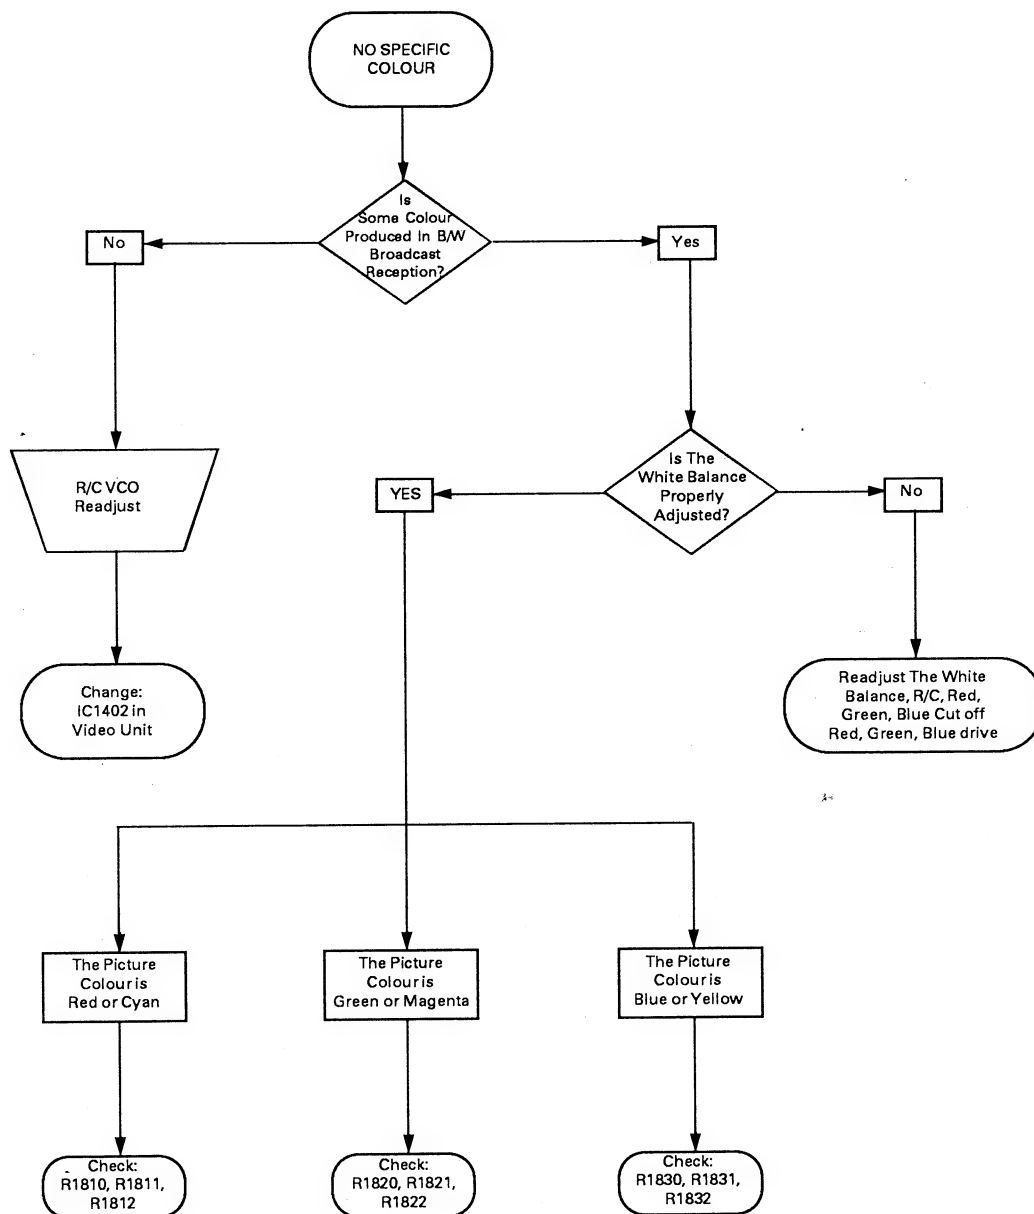 NO SPECIFIC
COLOUR
Is
Some Colour
Produced In B/W
Broadcast
Reception?
No
Yes
R/C VCO
Readjust
Is The
White Balance
Properly
Adjusted?
YES
No
Change:
IC1402 in
Video Unit
Readjust The White
Balance, R/C, Red,
Green, Blue Cut off
Red, Green, Blue drive
The Picture
Colour is
Red or Cyan
The Picture
Colour is
Green or Magenta
The Picture
Colour is
Blue or Yellow
Check:
R1810, R1811,
R1812
Check:
R1820, R1821,
R1822
Check:
R1830, R1831,
R1832